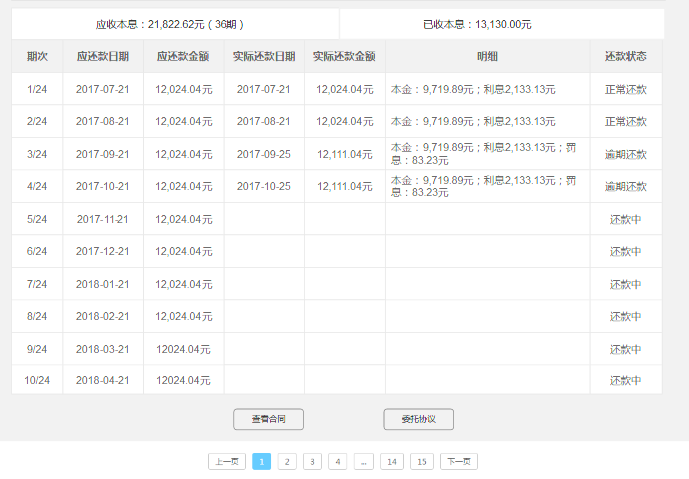 应收本息：21,822.62元（36期） 已收本息：13,130.00元
期次 应还款日期 应还款金额 实际还款日期 实际还款金额 明细 还款状态
1/24 2017-07-21 12,024.04元 2017-07-21 12,024.04元 本金：9,719.89元；利息2,133.13元 正常还款
2/24 2017-08-21 12,024.04元 2017-08-21 12,024.04元 本金：9,719.89元；利息2,133.13元 正常还款
3/24 2017-09-21 12,024.04元 2017-09-25 12,111.04元 本金：9,719.89元；利息2,133.13元；罚
息：83.23元 逾期还款
4/24 2017-10-21 12,024.04元 2017-10-25 12,111.04元 本金：9,719.89元；利息2,133.13元；罚
息：83.23元 逾期还款
5/24 2017-11-21 12,024.04元 还款中
6/24 2017-12-21 12,024.04元 还款中
7/24 2018-01-21 12,024.04元 还款中
8/24 2018-02-21 12,024.04元 还款中
9/24 2018-03-21 12024.04元 还款中
10/24 2018-04-21 12024.04元 还款中
查看合同 委托协议
上一页 1 2 3 4 ... 14 15 下一页